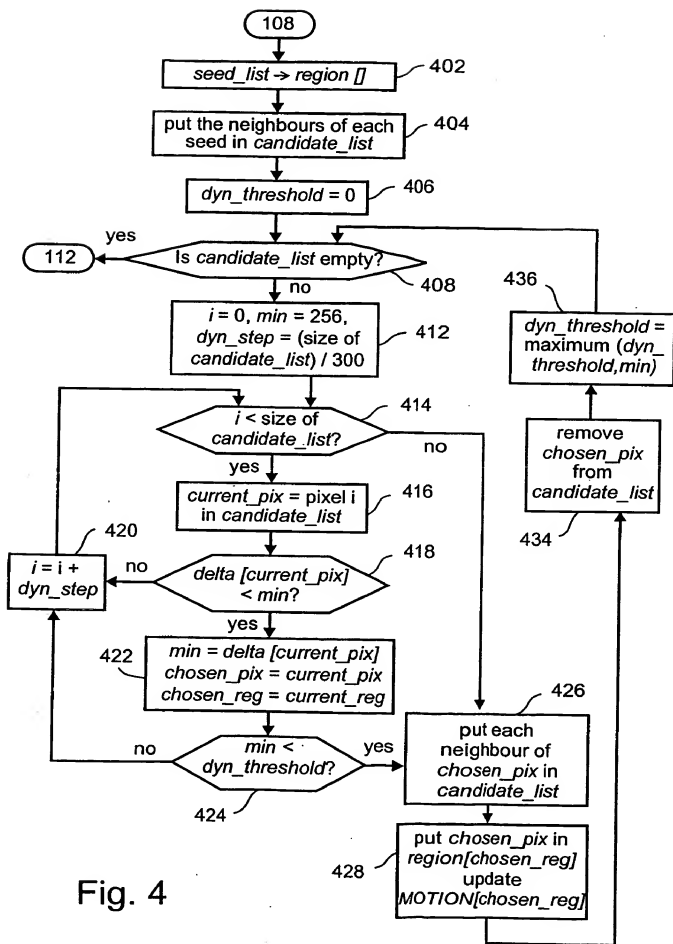 108
seed_list → region []
402
put the neighbours of each
seed in candidate_list
404
dyn_threshold = 0
406
yes
112
Is candidate_list empty?
408
no
i = 0, min = 256,
dyn_step = (size of
candidate_list) / 300
412
436
dyn_threshold =
maximum (dyn_
threshold,min)
i < size of
candidate_list?
414
no
yes
remove
chosen_pix
from
candidate_list
434
current_pix = pixel i
in candidate_list
416
420
i = i +
dyn_step
no
delta [current_pix]
< min?
418
yes
422
min = delta [current_pix]
chosen_pix = current_pix
chosen_reg = current_reg
426
no
min <
dyn_threshold?
yes
424
put each
neighbour of
chosen_pix in
candidate_list
428
put chosen_pix in
region[chosen_reg]
update
MOTION[chosen_reg]
Fig. 4